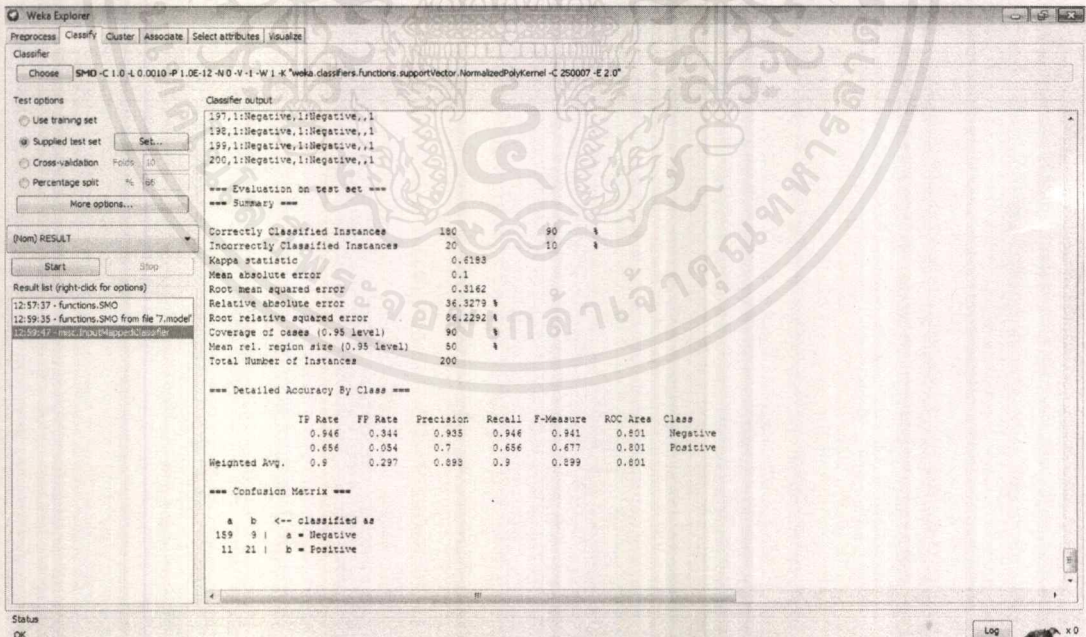 Weka Explorer
Preprocess Classify Cluster Associate Select attributes Visualize
Classifier
Choose SMO -C 1.0 -L 0.0010 -P 1.0E-12 -N 0 -V -1 -W 1 -K "weka.classifiers.functions.supportVector.NormalizedPolyKernel -C 250007 -E 2.0"
Test options
Use training set
Supplied test set Set...
Cross-validation Folds 10
Percentage split % 66
More options...
(Nom) RESULT
Start Stop
Result list (right-click for options)
12:57:37 - functions.SMO
12:59:35 - functions.SMO from file '7.model'
12:59:47 - misc.InputMappedClassifier
Classifier output
197,1:Negative,1:Negative,,1
198,1:Negative,1:Negative,,1
199,1:Negative,1:Negative,,1
200,1:Negative,1:Negative,,1
=== Evaluation on test set ===
=== Summary ===
Correctly Classified Instances 180 90 %
Incorrectly Classified Instances 20 10 %
Kappa statistic 0.6183
Mean absolute error 0.1
Root mean squared error 0.3162
Relative absolute error 36.3279 %
Root relative squared error 86.2292 %
Coverage of cases (0.95 level) 90 %
Mean rel. region size (0.95 level) 50 %
Total Number of Instances 200
=== Detailed Accuracy By Class ===
TP Rate FP Rate Precision Recall F-Measure ROC Area Class
0.946 0.344 0.935 0.946 0.941 0.801 Negative
0.656 0.054 0.7 0.656 0.677 0.801 Positive
Weighted Avg. 0.9 0.297 0.898 0.9 0.899 0.801
=== Confusion Matrix ===
a b <-- classified as
159 9 | a = Negative
11 21 | b = Positive
Status
OK
Log x 0